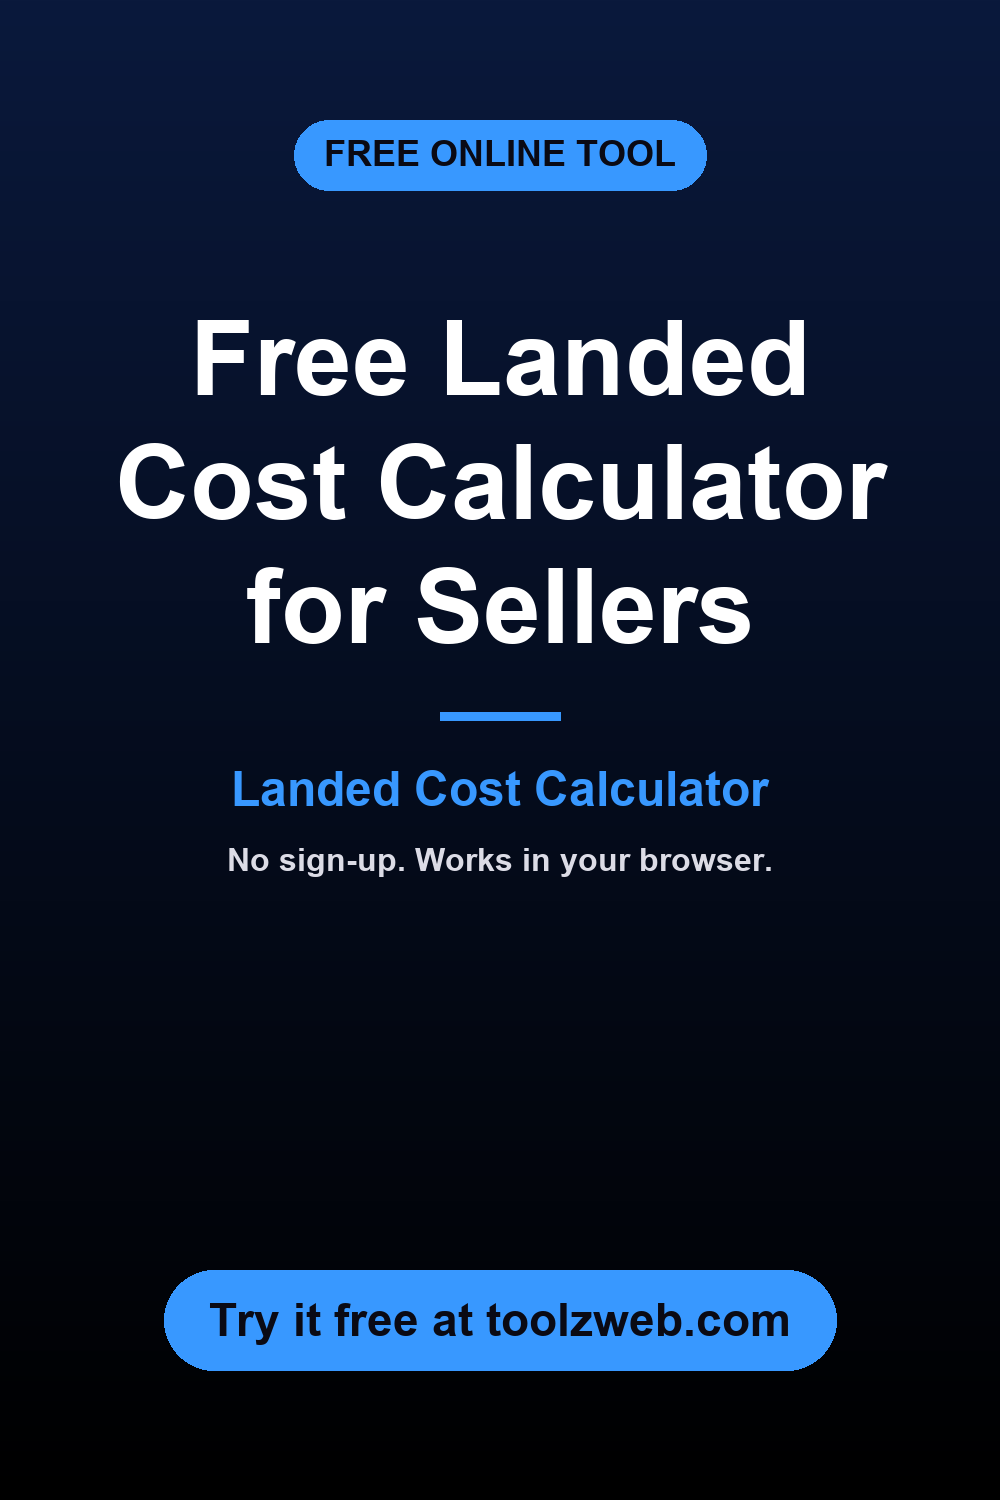 FREE ONLINE TOOL
Free Landed
Cost Calculator
for Sellers
Landed Cost Calculator
No sign-up. Works in your browser.
Try it free at toolzweb.com